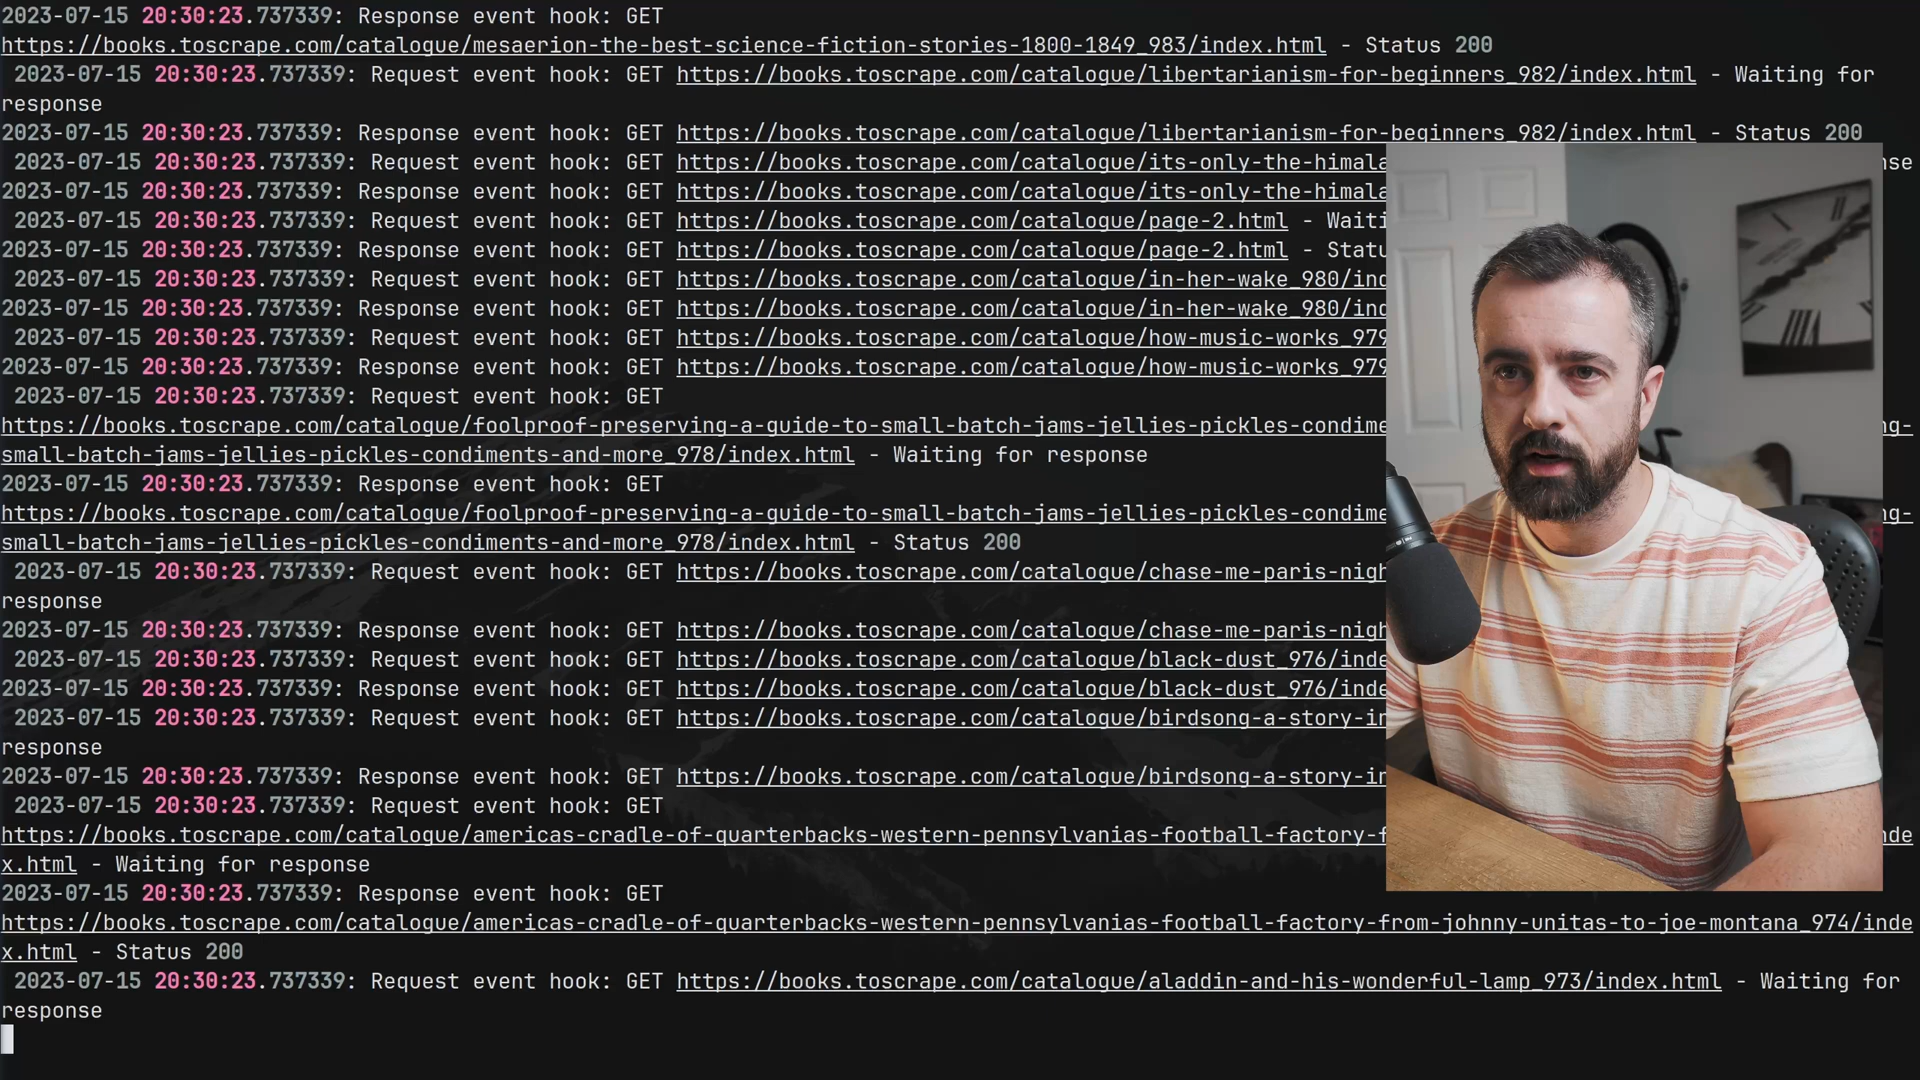 2023-07-15 20:30:23.737339: Response event hook: GET
https://books.toscrape.com/catalogue/mesaerion-the-best-science-fiction-stories-1800-1849_983/index.html - Status 200
2023-07-15 20:30:23.737339: Request event hook: GET https://books.toscrape.com/catalogue/libertarianism-for-beginners_982/index.html - Waiting for
response
2023-07-15 20:30:23.737339: Response event hook: GET https://books.toscrape.com/catalogue/libertarianism-for-beginners_982/index.html - Status 200
2023-07-15 20:30:23.737339: Request event hook: GET https://books.toscrape.com/catalogue/its-only-the-himala nse
2023-07-15 20:30:23.737339: Response event hook: GET https://books.toscrape.com/catalogue/its-only-the-himala
2023-07-15 20:30:23.737339: Request event hook: GET https://books.toscrape.com/catalogue/page-2.html - Waiti
2023-07-15 20:30:23.737339: Response event hook: GET https://books.toscrape.com/catalogue/page-2.html - Statu
2023-07-15 20:30:23.737339: Request event hook: GET https://books.toscrape.com/catalogue/in-her-wake_980/ind
2023-07-15 20:30:23.737339: Response event hook: GET https://books.toscrape.com/catalogue/in-her-wake_980/ind
2023-07-15 20:30:23.737339: Request event hook: GET https://books.toscrape.com/catalogue/how-music-works_979
2023-07-15 20:30:23.737339: Response event hook: GET https://books.toscrape.com/catalogue/how-music-works_979
2023-07-15 20:30:23.737339: Request event hook: GET
https://books.toscrape.com/catalogue/foolproof-preserving-a-guide-to-small-batch-jams-jellies-pickles-condime ng-
small-batch-jams-jellies-pickles-condiments-and-more_978/index.html - Waiting for response
2023-07-15 20:30:23.737339: Response event hook: GET
https://books.toscrape.com/catalogue/foolproof-preserving-a-guide-to-small-batch-jams-jellies-pickles-condime ng-
small-batch-jams-jellies-pickles-condiments-and-more_978/index.html - Status 200
2023-07-15 20:30:23.737339: Request event hook: GET https://books.toscrape.com/catalogue/chase-me-paris-nigh
response
2023-07-15 20:30:23.737339: Response event hook: GET https://books.toscrape.com/catalogue/chase-me-paris-nigh
2023-07-15 20:30:23.737339: Request event hook: GET https://books.toscrape.com/catalogue/black-dust_976/inde
2023-07-15 20:30:23.737339: Response event hook: GET https://books.toscrape.com/catalogue/black-dust_976/inde
2023-07-15 20:30:23.737339: Request event hook: GET https://books.toscrape.com/catalogue/birdsong-a-story-in
response
2023-07-15 20:30:23.737339: Response event hook: GET https://books.toscrape.com/catalogue/birdsong-a-story-in
2023-07-15 20:30:23.737339: Request event hook: GET
https://books.toscrape.com/catalogue/americas-cradle-of-quarterbacks-western-pennsylvanias-football-factory-f nde
x.html - Waiting for response
2023-07-15 20:30:23.737339: Response event hook: GET
https://books.toscrape.com/catalogue/americas-cradle-of-quarterbacks-western-pennsylvanias-football-factory-from-johnny-unitas-to-joe-montana_974/inde
x.html - Status 200
2023-07-15 20:30:23.737339: Request event hook: GET https://books.toscrape.com/catalogue/aladdin-and-his-wonderful-lamp_973/index.html - Waiting for
response